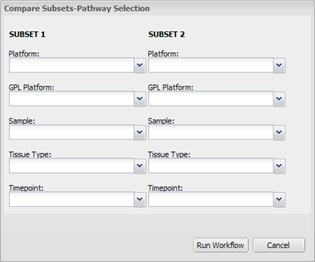 Compare Subsets-Pathway Selection
SUBSET 1 SUBSET 2
Platform: Platform:
GPL Platform: GPL Platform:
Sample: Sample:
Tissue Type: Tissue Type:
Timepoint: Timepoint:
Run Workflow Cancel